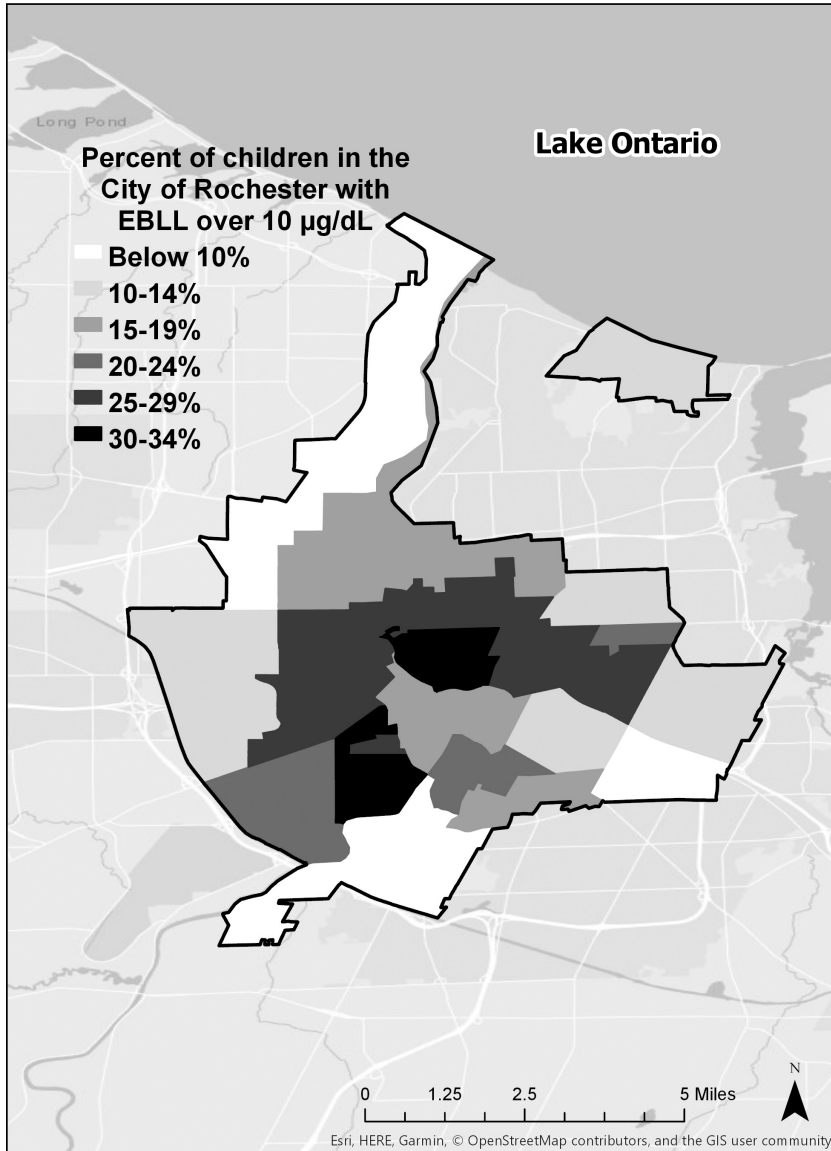 Long Pond
Lake Ontario
Percent of children in the
City of Rochester with
EBLL over 10 µg/dL
Below 10%
10-14%
15-19%
20-24%
25-29%
30-34%
N
0 1.25 2.5 5 Miles
Esri, HERE, Garmin, © OpenStreetMap contributors, and the GIS user community